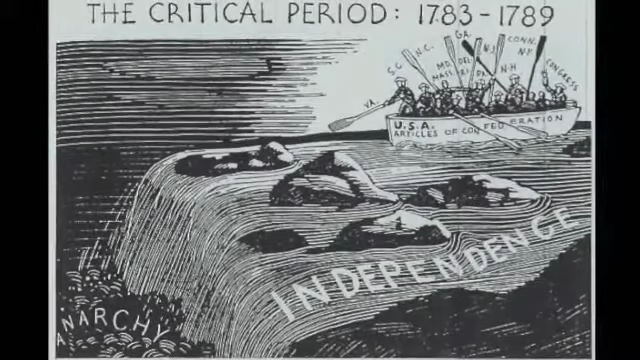 THE CRITICAL PERIOD: 1783-1789
VA. S.C. N.C. GA. N.J. CONN.
MD. DEL. N.Y. CONGRESS
MASS. R.I. PA. N.H.
U.S.A.
ARTICLES OF CONFEDERATION
INDEPENDENCE
ANARCHY